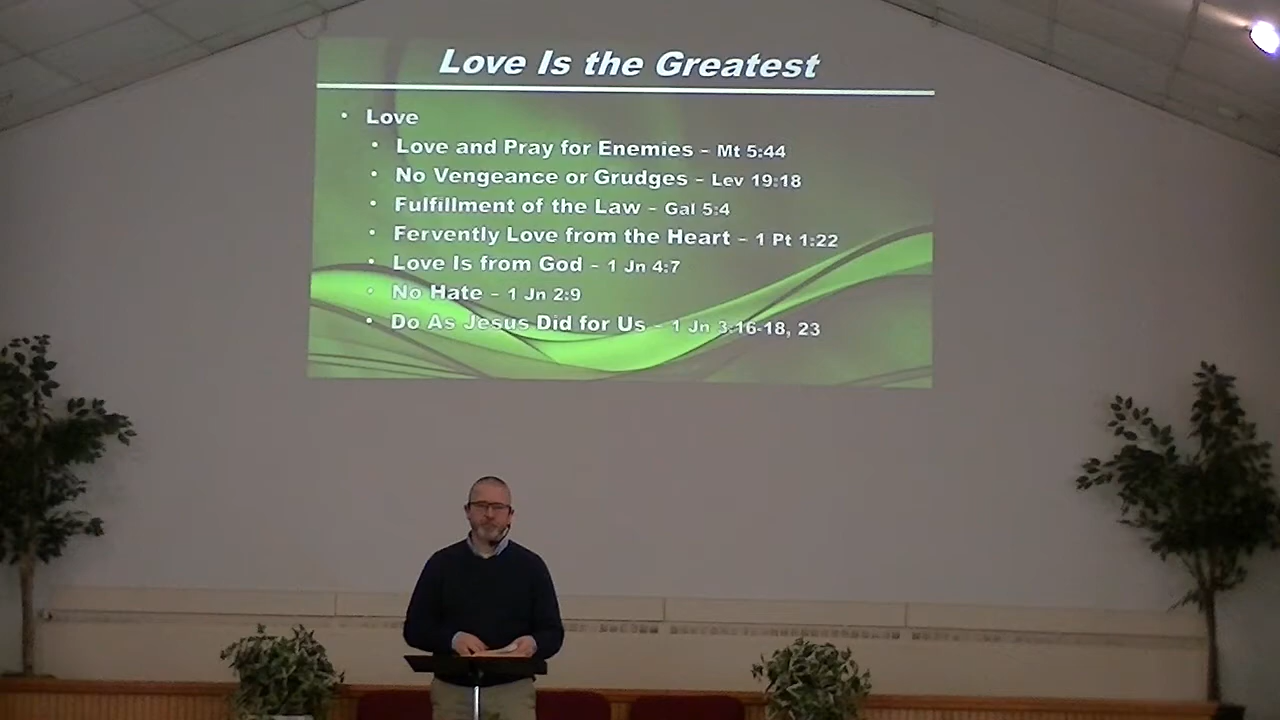 Love Is the Greatest
• Love
• Love and Pray for Enemies – Mt 5:44
• No Vengeance or Grudges – Lev 19:18
• Fulfillment of the Law – Gal 5:4
• Fervently Love from the Heart – 1 Pt 1:22
• Love Is from God – 1 Jn 4:7
• No Hate – 1 Jn 2:9
• Do As Jesus Did for Us – 1 Jn 3:16-18, 23